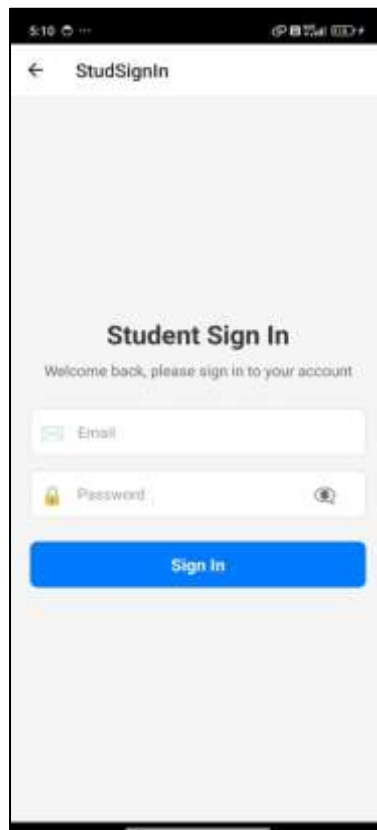 5:10
StudSignIn
Student Sign In
Welcome back, please sign in to your account
Email
Password
Sign In